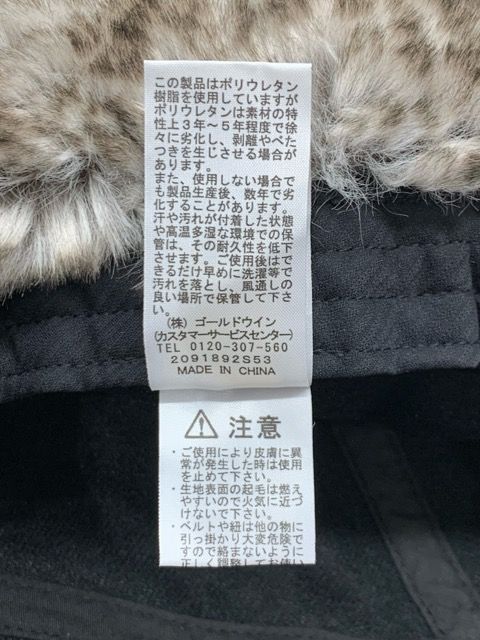 この製品はポリウレタン
樹脂を使用していますが
ポリウレタンは素材の特
性上3年〜5年程度で徐
々に劣化し、剥離やべた
つきを生じさせる場合が
あります。
また、使用しない場合で
も製品生産後、数年で劣
化することがあります。
汗や汚れが付着した状態
や高温多湿な環境での保
管は、その耐久性を低下
させます。ご使用後はで
きるだけ早めに洗濯等で
汚れを落とし、風通しの
良い場所で保管して下さ
い。
(株) ゴールドウイン
(カスタマーサービスセンター)
TEL 0120-307-560
2091892S53
MADE IN CHINA
注意
・ご使用により皮膚に異
常が発生した時は使用
を止めて下さい。
・生地表面の起毛は燃え
やすいので火気に近づ
けないで下さい。
・ベルトや紐は他の物に
引っ掛かり大変危険で
すので絡まないように
正しく調整してお使い